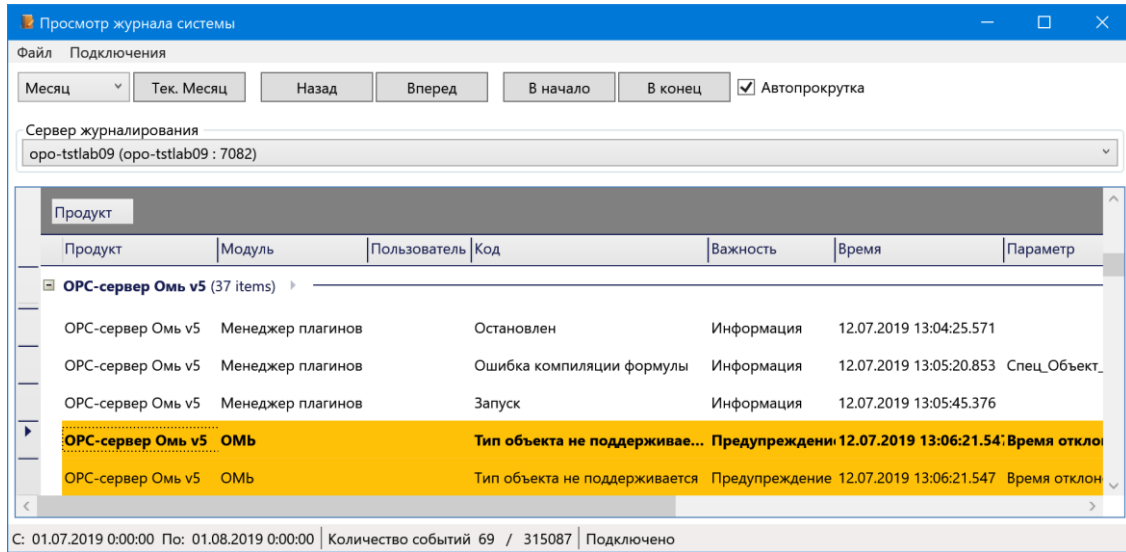 Просмотр журнала системы
Файл Подключения
Месяц Тек. Месяц Назад Вперед В начало В конец Автопрокрутка
Сервер журналирования
opo-tstlab09 (opo-tstlab09 : 7082)
Продукт
Продукт Модуль Пользователь Код Важность Время Параметр
OPC-сервер Омь v5 (37 items)
OPC-сервер Омь v5 Менеджер плагинов Остановлен Информация 12.07.2019 13:04:25.571
OPC-сервер Омь v5 Менеджер плагинов Ошибка компиляции формулы Информация 12.07.2019 13:05:20.853 Спец_Объект_
OPC-сервер Омь v5 Менеджер плагинов Запуск Информация 12.07.2019 13:05:45.376
OPC-сервер Омь v5 ОМЬ Тип объекта не поддерживае... Предупреждени 12.07.2019 13:06:21.547 Время откло
OPC-сервер Омь v5 ОМЬ Тип объекта не поддерживается Предупреждение 12.07.2019 13:06:21.547 Время отклон
С: 01.07.2019 0:00:00 По: 01.08.2019 0:00:00 Количество событий 69 / 315087 Подключено